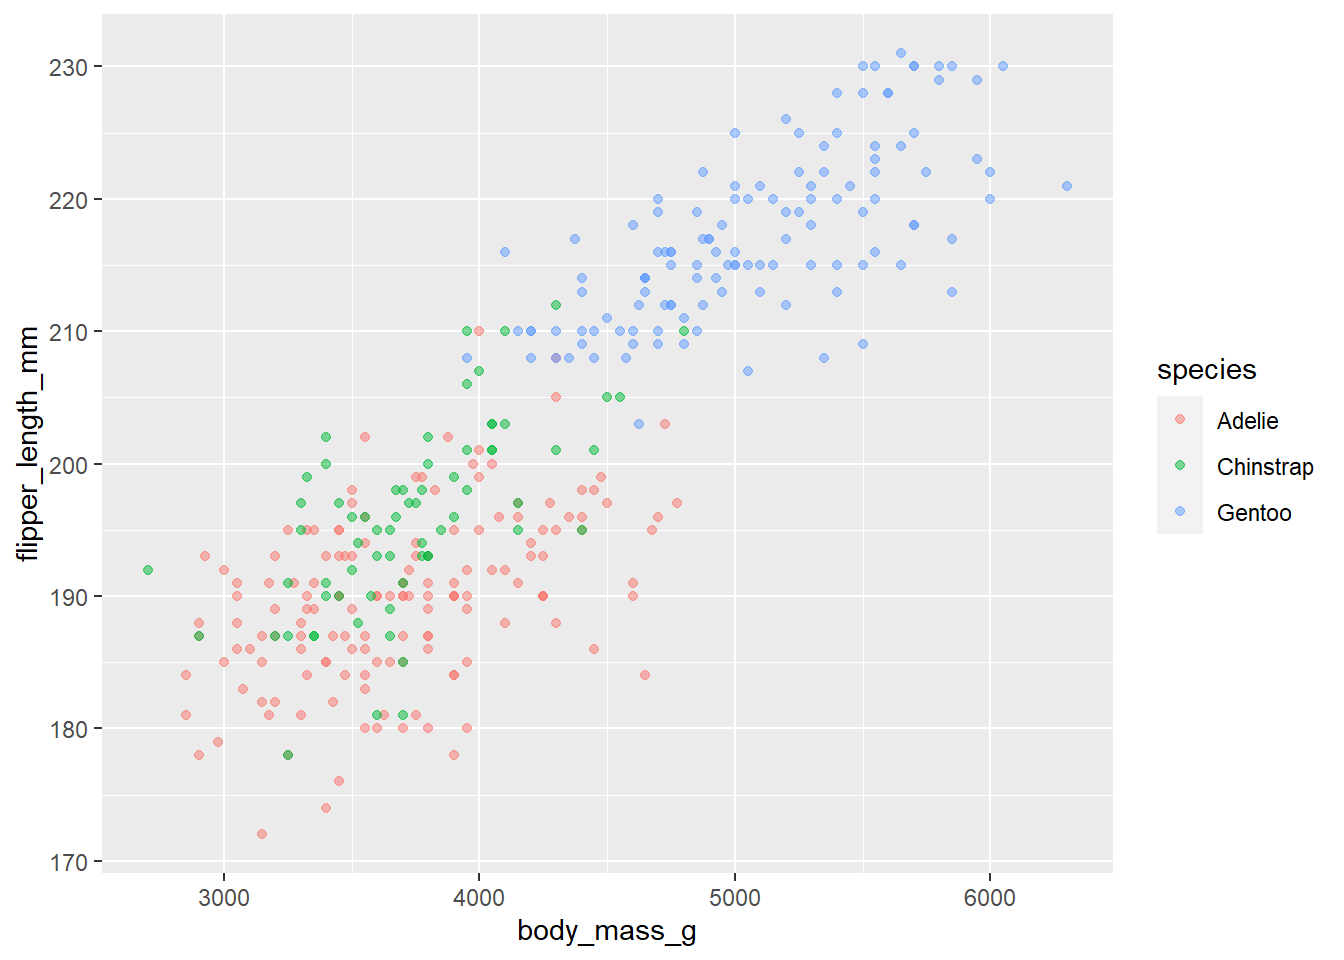 230
220
210
200
190
180
170
flipper_length_mm
3000
4000
5000
6000
body_mass_g
species
Adelie
Chinstrap
Gentoo